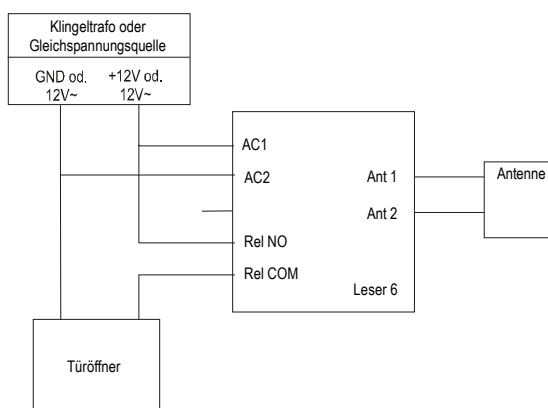 Klingeltrafo oder
Gleichspannungsquelle
GND od. +12V od.
12V~ 12V~
AC1
AC2
Rel NO
Rel COM
Ant 1
Ant 2
Leser 6
Antenne
Türöffner